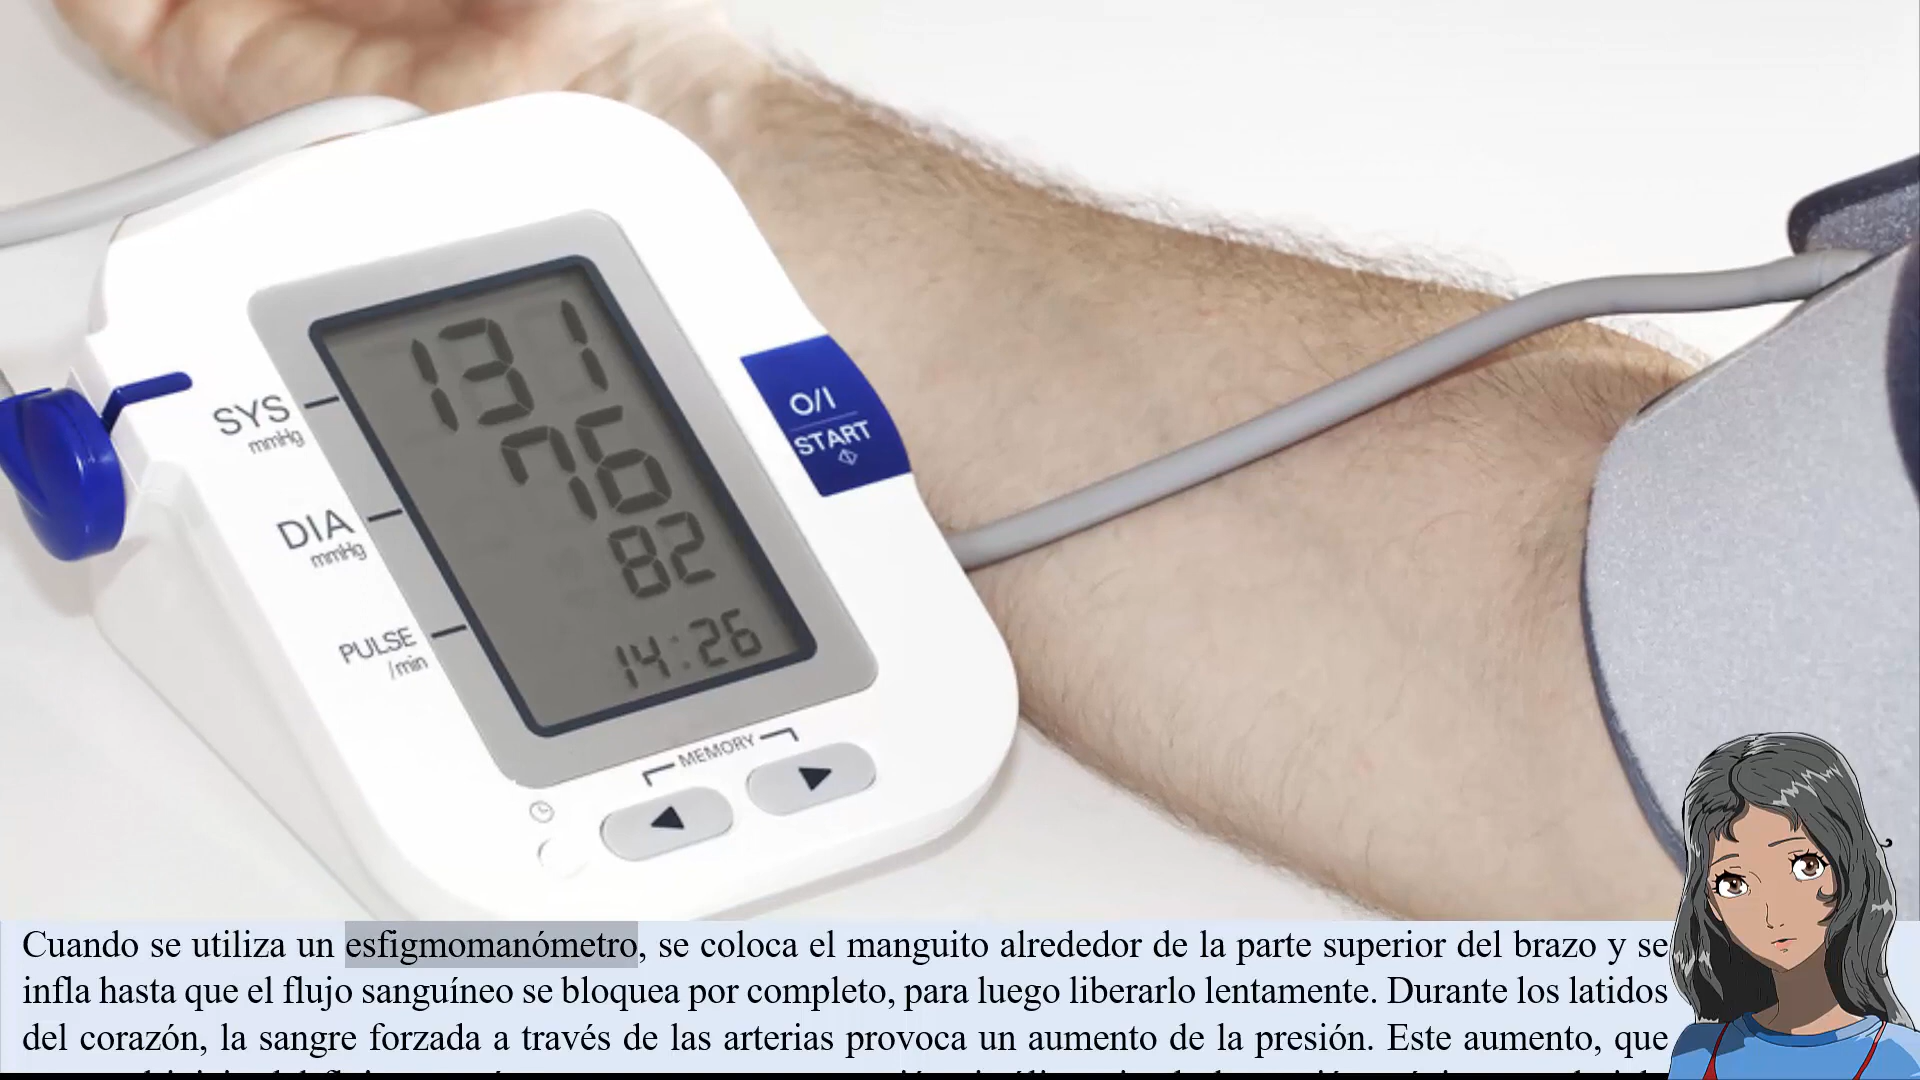 131
SYS
mmHg
76
O/I
START
DIA
mmHg
82
PULSE
/min
14:26
MEMORY
Cuando se utiliza un esfigmomanómetro, se coloca el manguito alrededor de la parte superior del brazo y se
infla hasta que el flujo sanguíneo se bloquea por completo, para luego liberarlo lentamente. Durante los latidos
del corazón, la sangre forzada a través de las arterias provoca un aumento de la presión. Este aumento, que